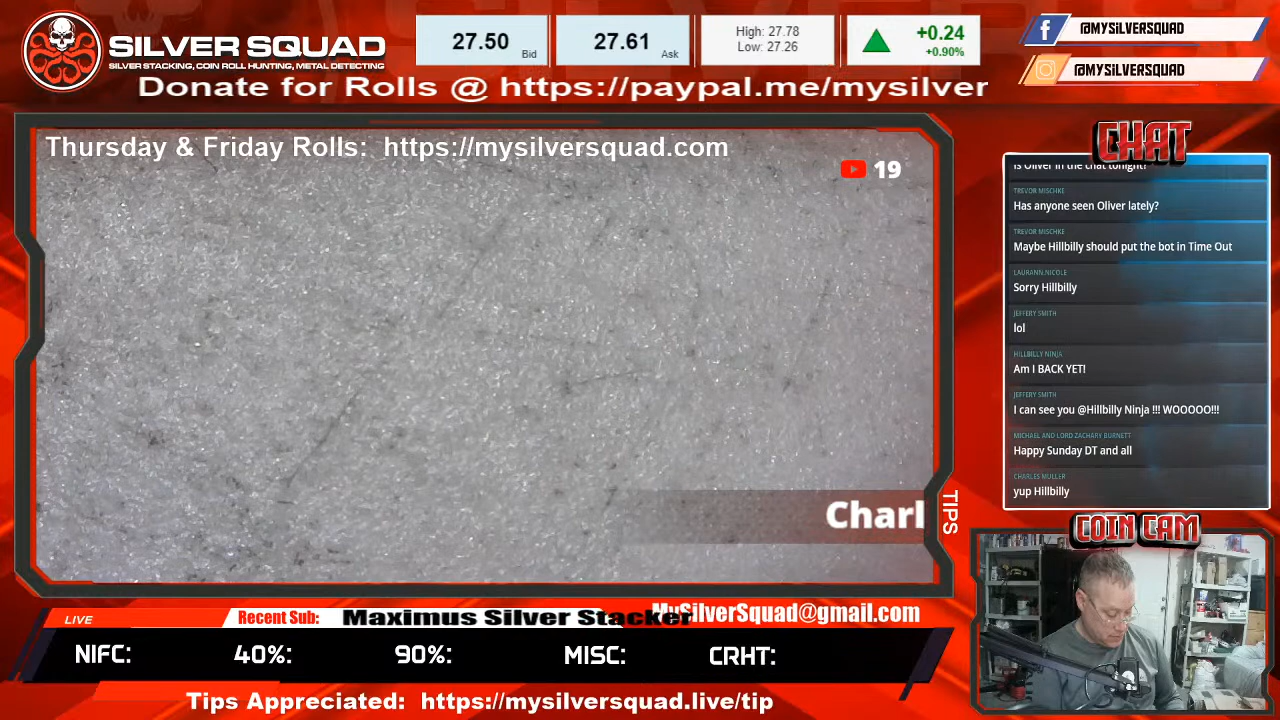 SILVER SQUAD
SILVER STACKING, COIN ROLL HUNTING, METAL DETECTING
27.50 Bid
27.61 Ask
High: 27.78
Low: 27.26
+0.24
+0.90%
@MYSILVERSQUAD
@MYSILVERSQUAD
Donate for Rolls @ https://paypal.me/mysilver
Thursday & Friday Rolls: https://mysilversquad.com
19
CHAT
Is Oliver in the chat tonight?
TREVOR MISCHKE
Has anyone seen Oliver lately?
TREVOR MISCHKE
Maybe Hillbilly should put the bot in Time Out
LAURANN NICOLE
Sorry Hillbilly
JEFFERY SMITH
lol
HILLBILLY NINJA
Am I BACK YET!
JEFFERY SMITH
I can see you @Hillbilly Ninja !!! WOOOOO!!!
MICHAEL AND LORD ZACHARY BURNETT
Happy Sunday DT and all
CHARLES MULLER
yup Hillbilly
Charl
TIPS
COIN CAM
LIVE
Recent Sub:
Maximus Silver Stacker
MySilverSquad@gmail.com
NIFC:
40%:
90%:
MISC:
CRHT:
Tips Appreciated: https://mysilversquad.live/tip